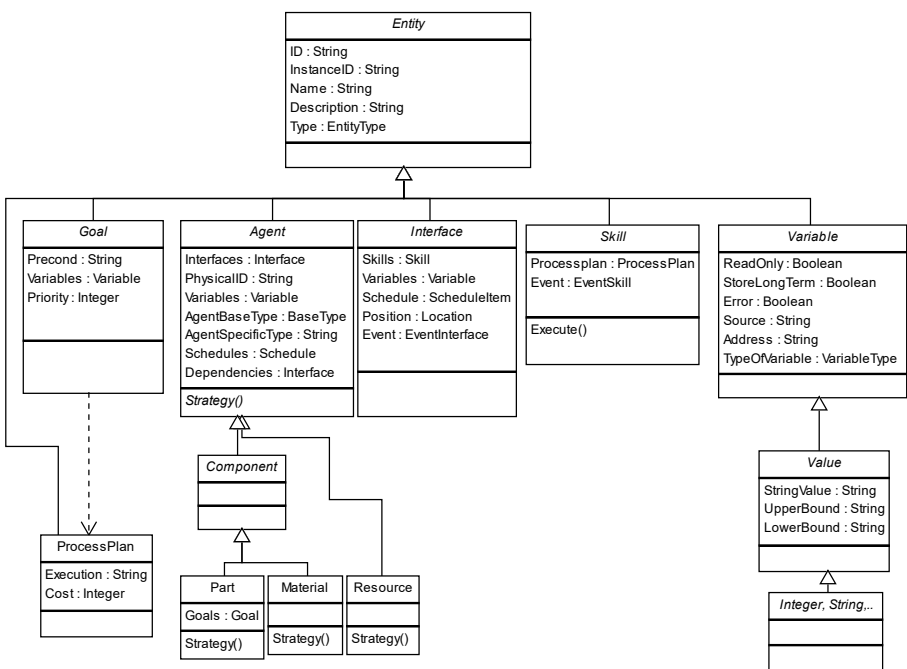 Entity
ID : String
InstanceID : String
Name : String
Description : String
Type : EntityType
Goal
Precond : String
Variables : Variable
Priority : Integer
Agent
Interfaces : Interface
PhysicalID : String
Variables : Variable
AgentBaseType : BaseType
AgentSpecificType : String
Schedules : Schedule
Dependencies : Interface
Strategy()
Interface
Skills : Skill
Variables : Variable
Schedule : ScheduleItem
Position : Location
Event : EventInterface
Skill
Processplan : ProcessPlan
Event : EventSkill
Execute()
Variable
ReadOnly : Boolean
StoreLongTerm : Boolean
Error : Boolean
Source : String
Address : String
TypeOfVariable : VariableType
Component
Value
StringValue : String
UpperBound : String
LowerBound : String
ProcessPlan
Execution : String
Cost : Integer
Part
Goals : Goal
Strategy()
Material
Strategy()
Resource
Strategy()
Integer, String,..